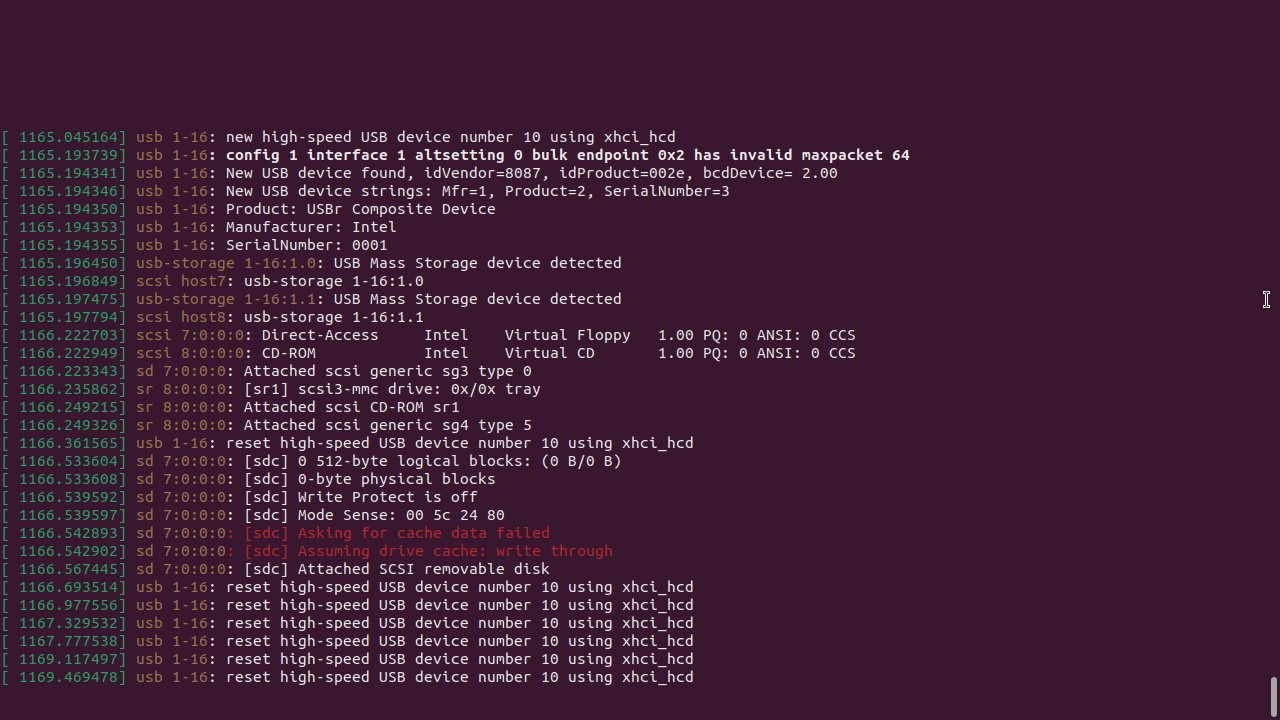 [ 1165.045164] usb 1-16: new high-speed USB device number 10 using xhci_hcd
[ 1165.193739] usb 1-16: config 1 interface 1 altsetting 0 bulk endpoint 0x2 has invalid maxpacket 64
[ 1165.194341] usb 1-16: New USB device found, idVendor=8087, idProduct=002e, bcdDevice= 2.00
[ 1165.194346] usb 1-16: New USB device strings: Mfr=1, Product=2, SerialNumber=3
[ 1165.194350] usb 1-16: Product: USBr Composite Device
[ 1165.194353] usb 1-16: Manufacturer: Intel
[ 1165.194355] usb 1-16: SerialNumber: 0001
[ 1165.196450] usb-storage 1-16:1.0: USB Mass Storage device detected
[ 1165.196849] scsi host7: usb-storage 1-16:1.0
[ 1165.197475] usb-storage 1-16:1.1: USB Mass Storage device detected
[ 1165.197794] scsi host8: usb-storage 1-16:1.1
[ 1166.222703] scsi 7:0:0:0: Direct-Access     Intel    Virtual Floppy   1.00 PQ: 0 ANSI: 0 CCS
[ 1166.222949] scsi 8:0:0:0: CD-ROM            Intel    Virtual CD       1.00 PQ: 0 ANSI: 0 CCS
[ 1166.223343] sd 7:0:0:0: Attached scsi generic sg3 type 0
[ 1166.235862] sr 8:0:0:0: [sr1] scsi3-mmc drive: 0x/0x tray
[ 1166.249215] sr 8:0:0:0: Attached scsi CD-ROM sr1
[ 1166.249326] sr 8:0:0:0: Attached scsi generic sg4 type 5
[ 1166.361565] usb 1-16: reset high-speed USB device number 10 using xhci_hcd
[ 1166.533604] sd 7:0:0:0: [sdc] 0 512-byte logical blocks: (0 B/0 B)
[ 1166.533608] sd 7:0:0:0: [sdc] 0-byte physical blocks
[ 1166.539592] sd 7:0:0:0: [sdc] Write Protect is off
[ 1166.539597] sd 7:0:0:0: [sdc] Mode Sense: 00 5c 24 80
[ 1166.542893] sd 7:0:0:0: [sdc] Asking for cache data failed
[ 1166.542902] sd 7:0:0:0: [sdc] Assuming drive cache: write through
[ 1166.567445] sd 7:0:0:0: [sdc] Attached SCSI removable disk
[ 1166.693514] usb 1-16: reset high-speed USB device number 10 using xhci_hcd
[ 1166.977556] usb 1-16: reset high-speed USB device number 10 using xhci_hcd
[ 1167.329532] usb 1-16: reset high-speed USB device number 10 using xhci_hcd
[ 1167.777538] usb 1-16: reset high-speed USB device number 10 using xhci_hcd
[ 1169.117497] usb 1-16: reset high-speed USB device number 10 using xhci_hcd
[ 1169.469478] usb 1-16: reset high-speed USB device number 10 using xhci_hcd